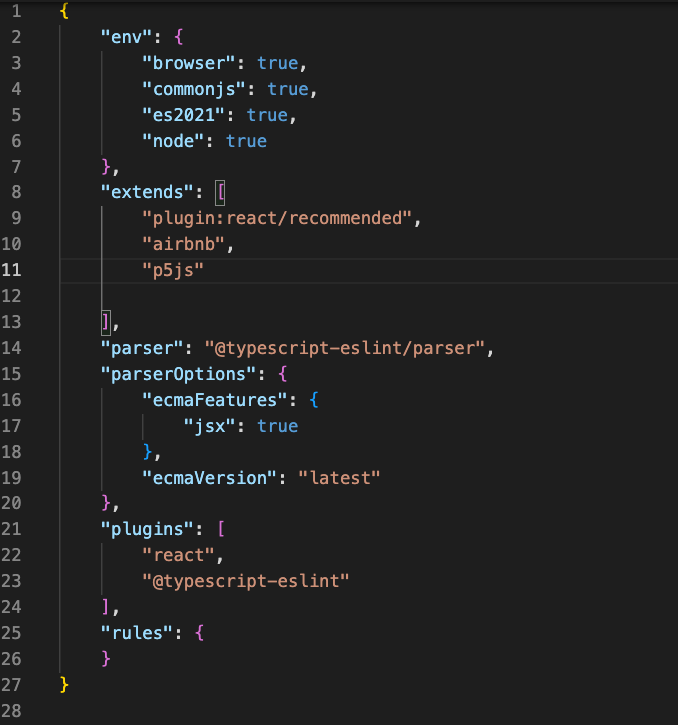 1 {
2     "env": {
3         "browser": true,
4         "commonjs": true,
5         "es2021": true,
6         "node": true
7     },
8     "extends": [
9         "plugin:react/recommended",
10         "airbnb",
11         "p5js"
12
13     ],
14     "parser": "@typescript-eslint/parser",
15     "parserOptions": {
16         "ecmaFeatures": {
17             "jsx": true
18         },
19         "ecmaVersion": "latest"
20     },
21     "plugins": [
22         "react",
23         "@typescript-eslint"
24     ],
25     "rules": {
26     }
27 }
28